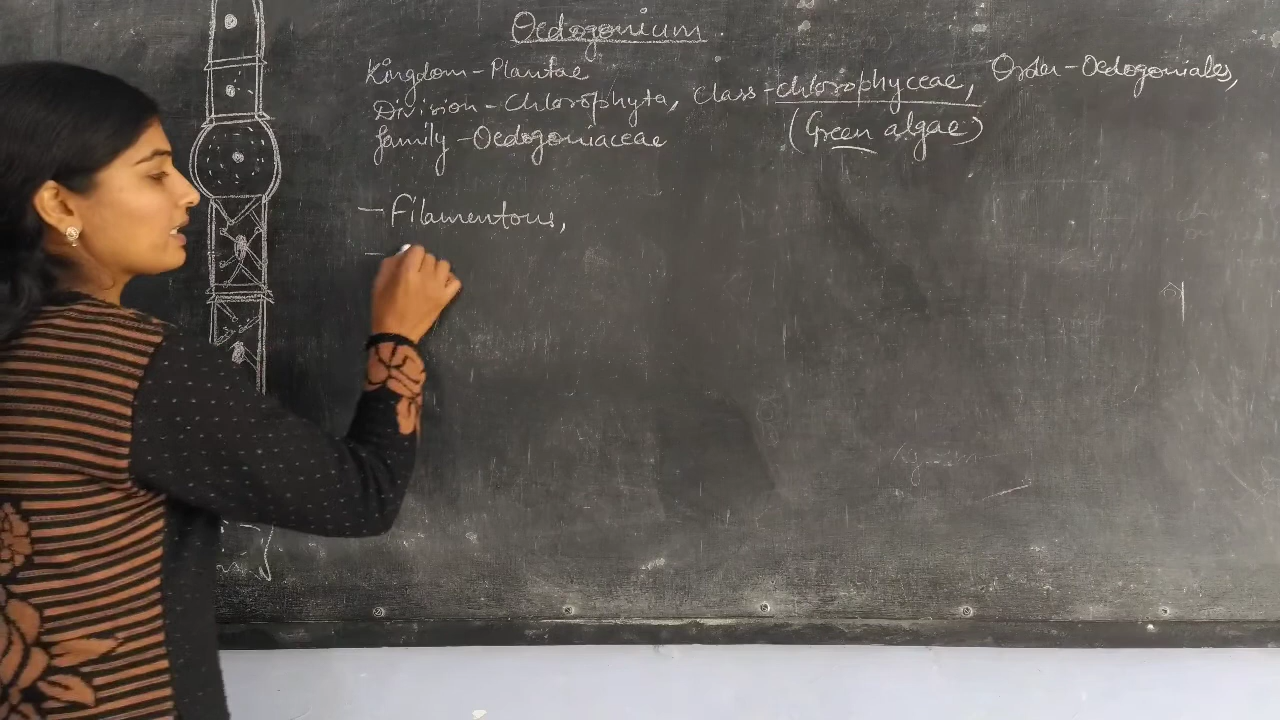 Oedogonium.
Kingdom - Plantae
Division - Chlorophyta, Class - chlorophyceae, Order - Oedogoniales,
family - Oedogoniaceae (Green algae)
- Filamentous,
-